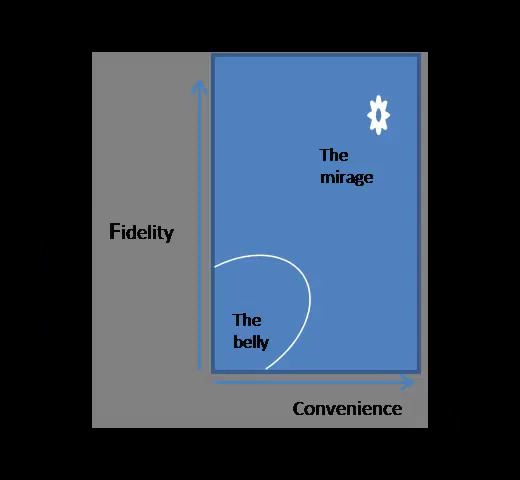 The
mirage
Fidelity
The
belly
Convenience